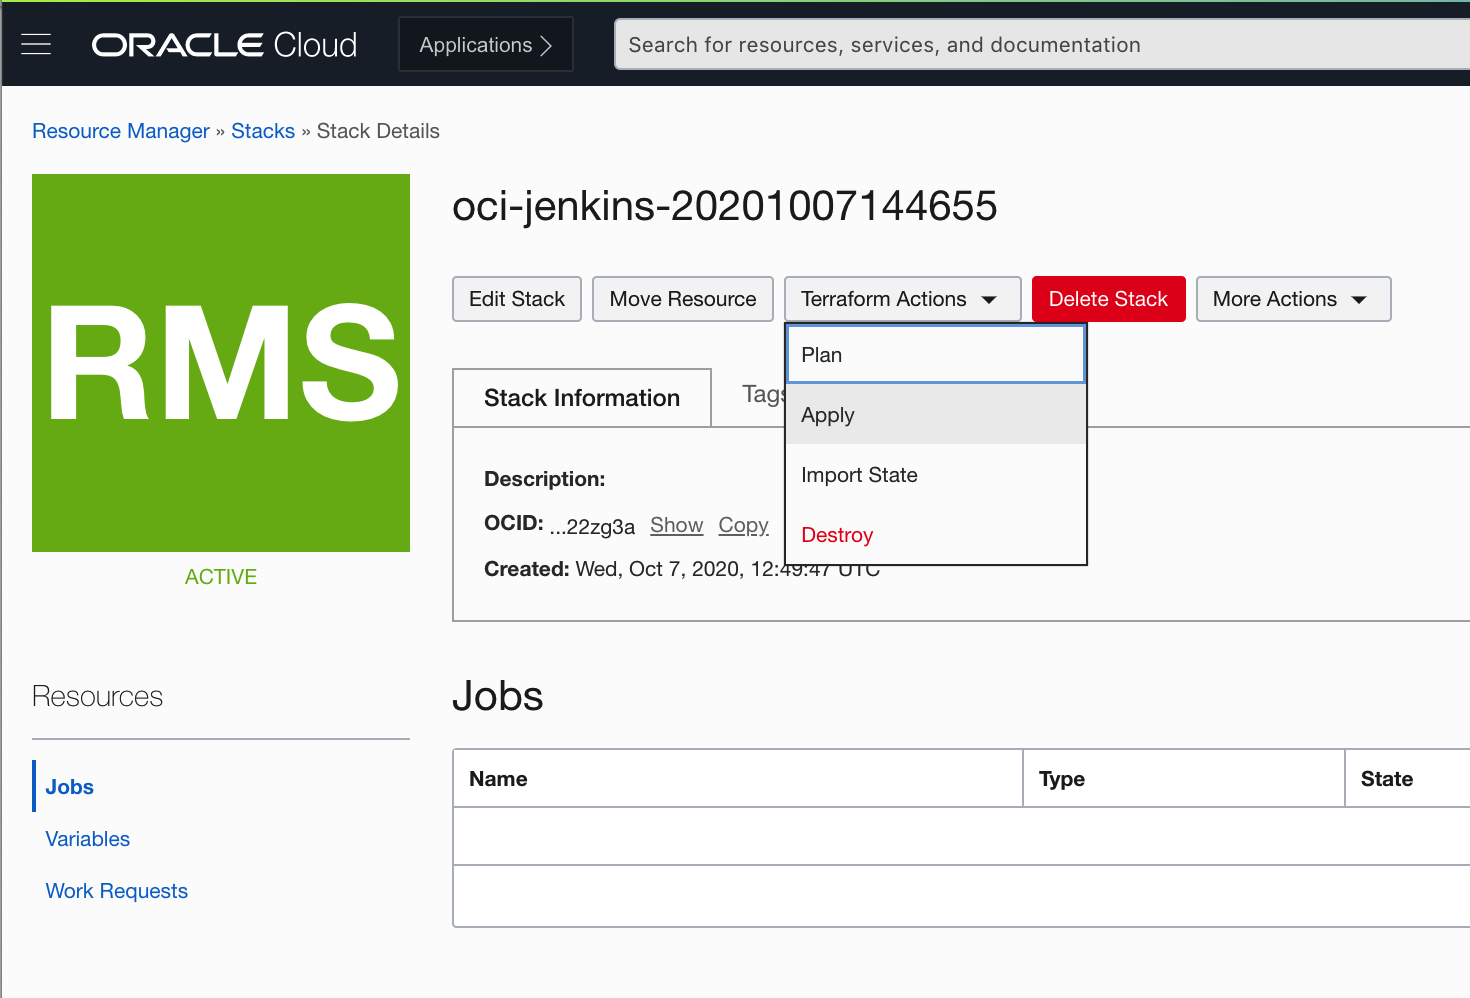 ORACLE Cloud
Applications
Search for resources, services, and documentation
Resource Manager » Stacks » Stack Details
RMS
ACTIVE
oci-jenkins-20201007144655
Edit Stack
Move Resource
Terraform Actions
Delete Stack
More Actions
Plan
Apply
Import State
Destroy
Stack Information
Tags
Description:
OCID: ...22zg3a Show Copy
Created: Wed, Oct 7, 2020, 12:49:47 UTC
Resources
Jobs
Variables
Work Requests
Jobs
Name Type State